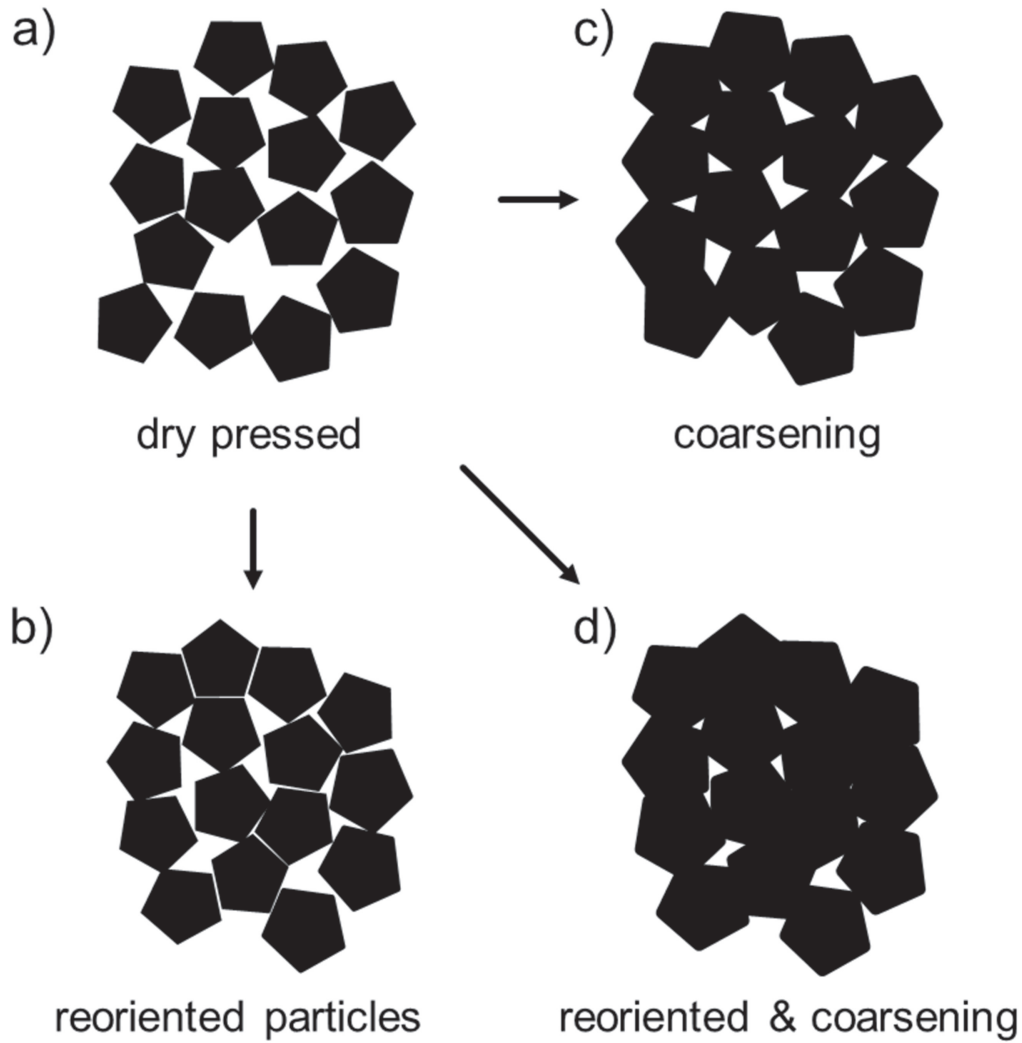 a)
c)
dry pressed
coarsening
b)
d)
reoriented particles
reoriented & coarsening